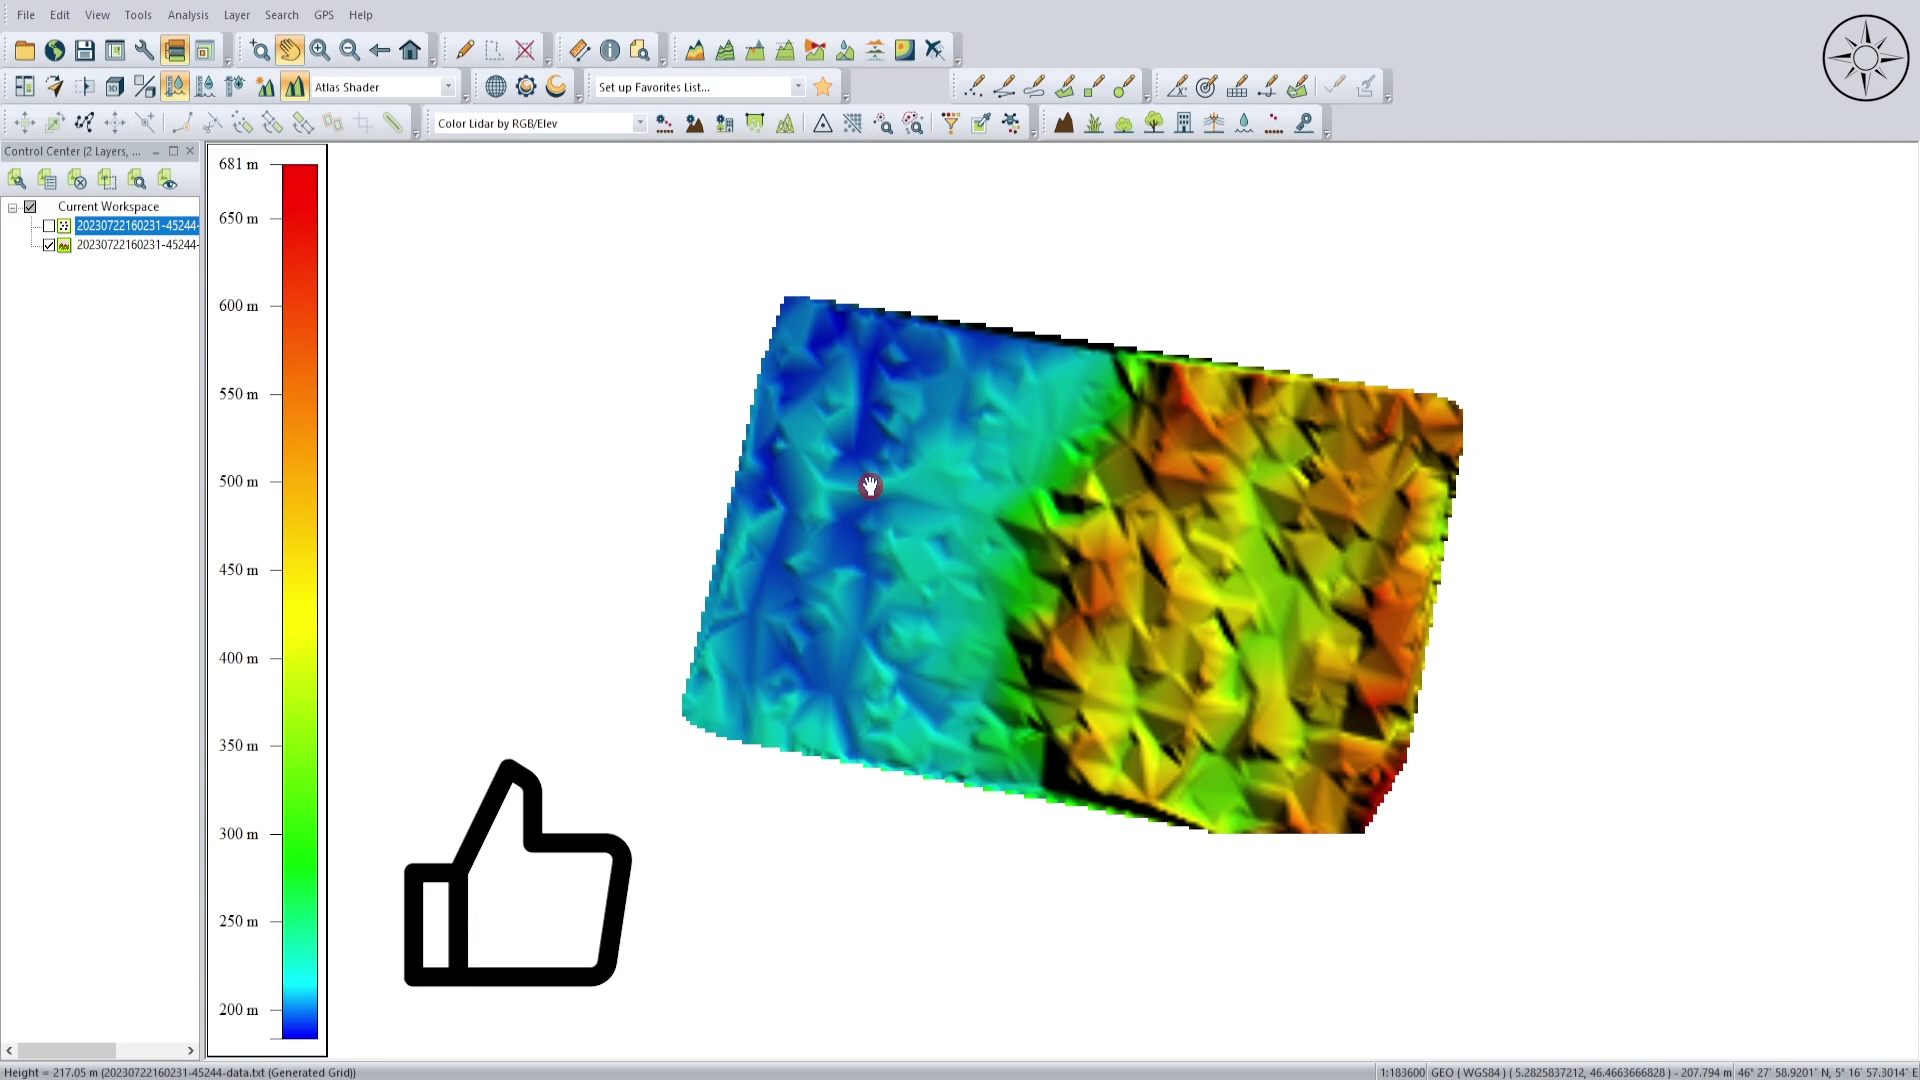 File Edit View Tools Analysis Layer Search GPS Help
Atlas Shader
Set up Favorites List...
3D
Color Lidar by RGB/Elev
Control Center (2 Layers, ...
Current Workspace
20230722160231-45244-
20230722160231-45244-
681 m
650 m
600 m
550 m
500 m
450 m
400 m
350 m
300 m
250 m
200 m
Height = 217.05 m (20230722160231-45244-data.txt (Generated Grid))
1:183600 GEO ( WGS84 ) ( 5.2825837212, 46.4663666828 ) - 207.794 m 46° 27' 58.9201" N, 5° 16' 57.3014" E